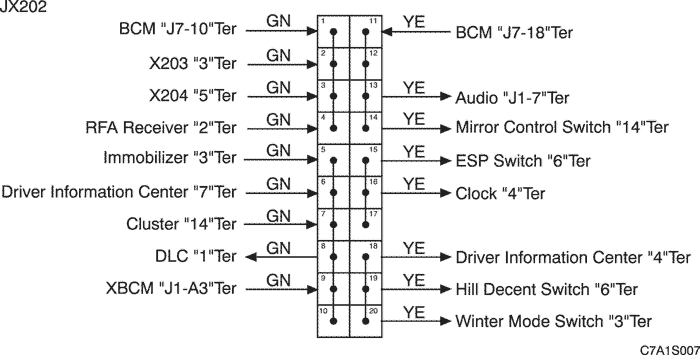 JX202
BCM "J7-10"Ter GN 1 11 YE BCM "J7-18"Ter
X203 "3"Ter GN 2 12
X204 "5"Ter GN 3 13 YE Audio "J1-7"Ter
RFA Receiver "2"Ter GN 4 14 YE Mirror Control Switch "14"Ter
Immobilizer "3"Ter GN 5 15 YE ESP Switch "6"Ter
Driver Information Center "7"Ter GN 6 16 YE Clock "4"Ter
Cluster "14"Ter GN 7 17
DLC "1"Ter GN 8 18 YE Driver Information Center "4"Ter
XBCM "J1-A3"Ter GN 9 19 YE Hill Decent Switch "6"Ter
10 20 YE Winter Mode Switch "3"Ter
C7A1S007